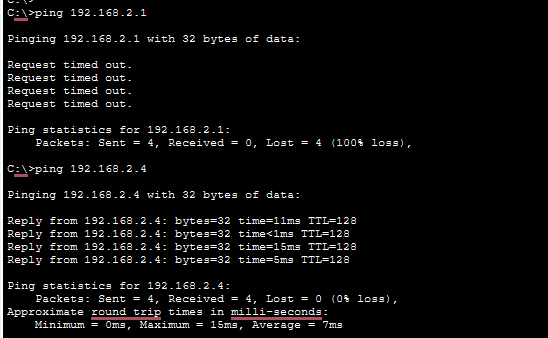 C:\>
C:\>ping 192.168.2.1
Pinging 192.168.2.1 with 32 bytes of data:
Request timed out.
Request timed out.
Request timed out.
Request timed out.
Ping statistics for 192.168.2.1:
    Packets: Sent = 4, Received = 0, Lost = 4 (100% loss),
C:\>ping 192.168.2.4
Pinging 192.168.2.4 with 32 bytes of data:
Reply from 192.168.2.4: bytes=32 time=11ms TTL=128
Reply from 192.168.2.4: bytes=32 time<1ms TTL=128
Reply from 192.168.2.4: bytes=32 time=15ms TTL=128
Reply from 192.168.2.4: bytes=32 time=5ms TTL=128
Ping statistics for 192.168.2.4:
    Packets: Sent = 4, Received = 4, Lost = 0 (0% loss),
Approximate round trip times in milli-seconds:
    Minimum = 0ms, Maximum = 15ms, Average = 7ms